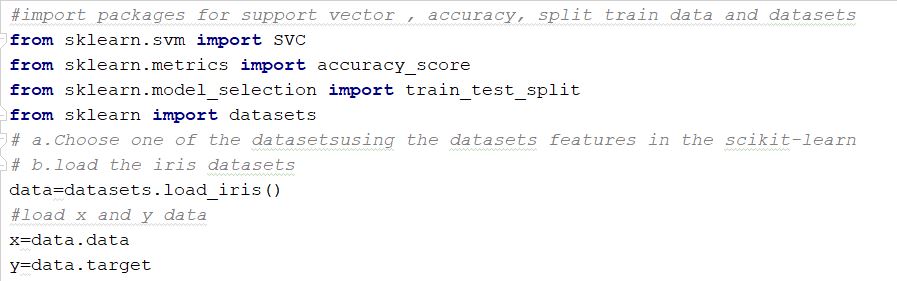 #import packages for support vector , accuracy, split train data and datasets
from sklearn.svm import SVC
from sklearn.metrics import accuracy_score
from sklearn.model_selection import train_test_split
from sklearn import datasets
# a.Choose one of the datasetsusing the datasets features in the scikit-learn
# b.load the iris datasets
data=datasets.load_iris()
#load x and y data
x=data.data
y=data.target